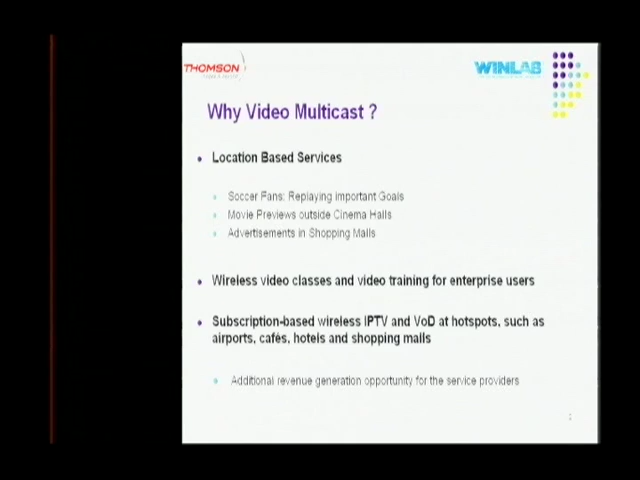 THOMSON
WINLAB
Why Video Multicast ?
Location Based Services
Soccer Fans: Replaying important Goals
Movie Previews outside Cinema Halls
Advertisements in Shopping Malls
Wireless video classes and video training for enterprise users
Subscription-based wireless IPTV and VoD at hotspots, such as
airports, cafés, hotels and shopping malls
Additional revenue generation opportunity for the service providers